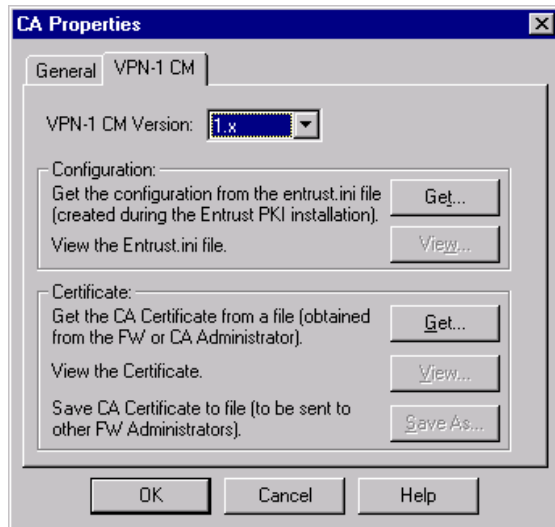 CA Properties
General VPN-1 CM
VPN-1 CM Version: 1.x
Configuration:
Get the configuration from the entrust.ini file
(created during the Entrust PKI installation).
Get...
View the Entrust.ini file.
View...
Certificate:
Get the CA Certificate from a file (obtained
from the FW or CA Administrator).
Get...
View the Certificate.
View...
Save CA Certificate to file (to be sent to
other FW Administrators).
Save As...
OK Cancel Help